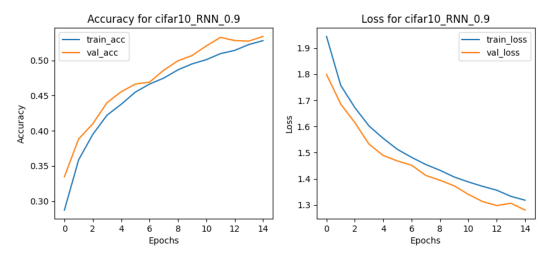 Accuracy for cifar10_RNN_0.9
train_acc
val_acc
0.50
0.45
0.40
0.35
0.30
Accuracy
0 2 4 6 8 10 12 14
Epochs
Loss for cifar10_RNN_0.9
train_loss
val_loss
1.9
1.8
1.7
1.6
1.5
1.4
1.3
Loss
0 2 4 6 8 10 12 14
Epochs